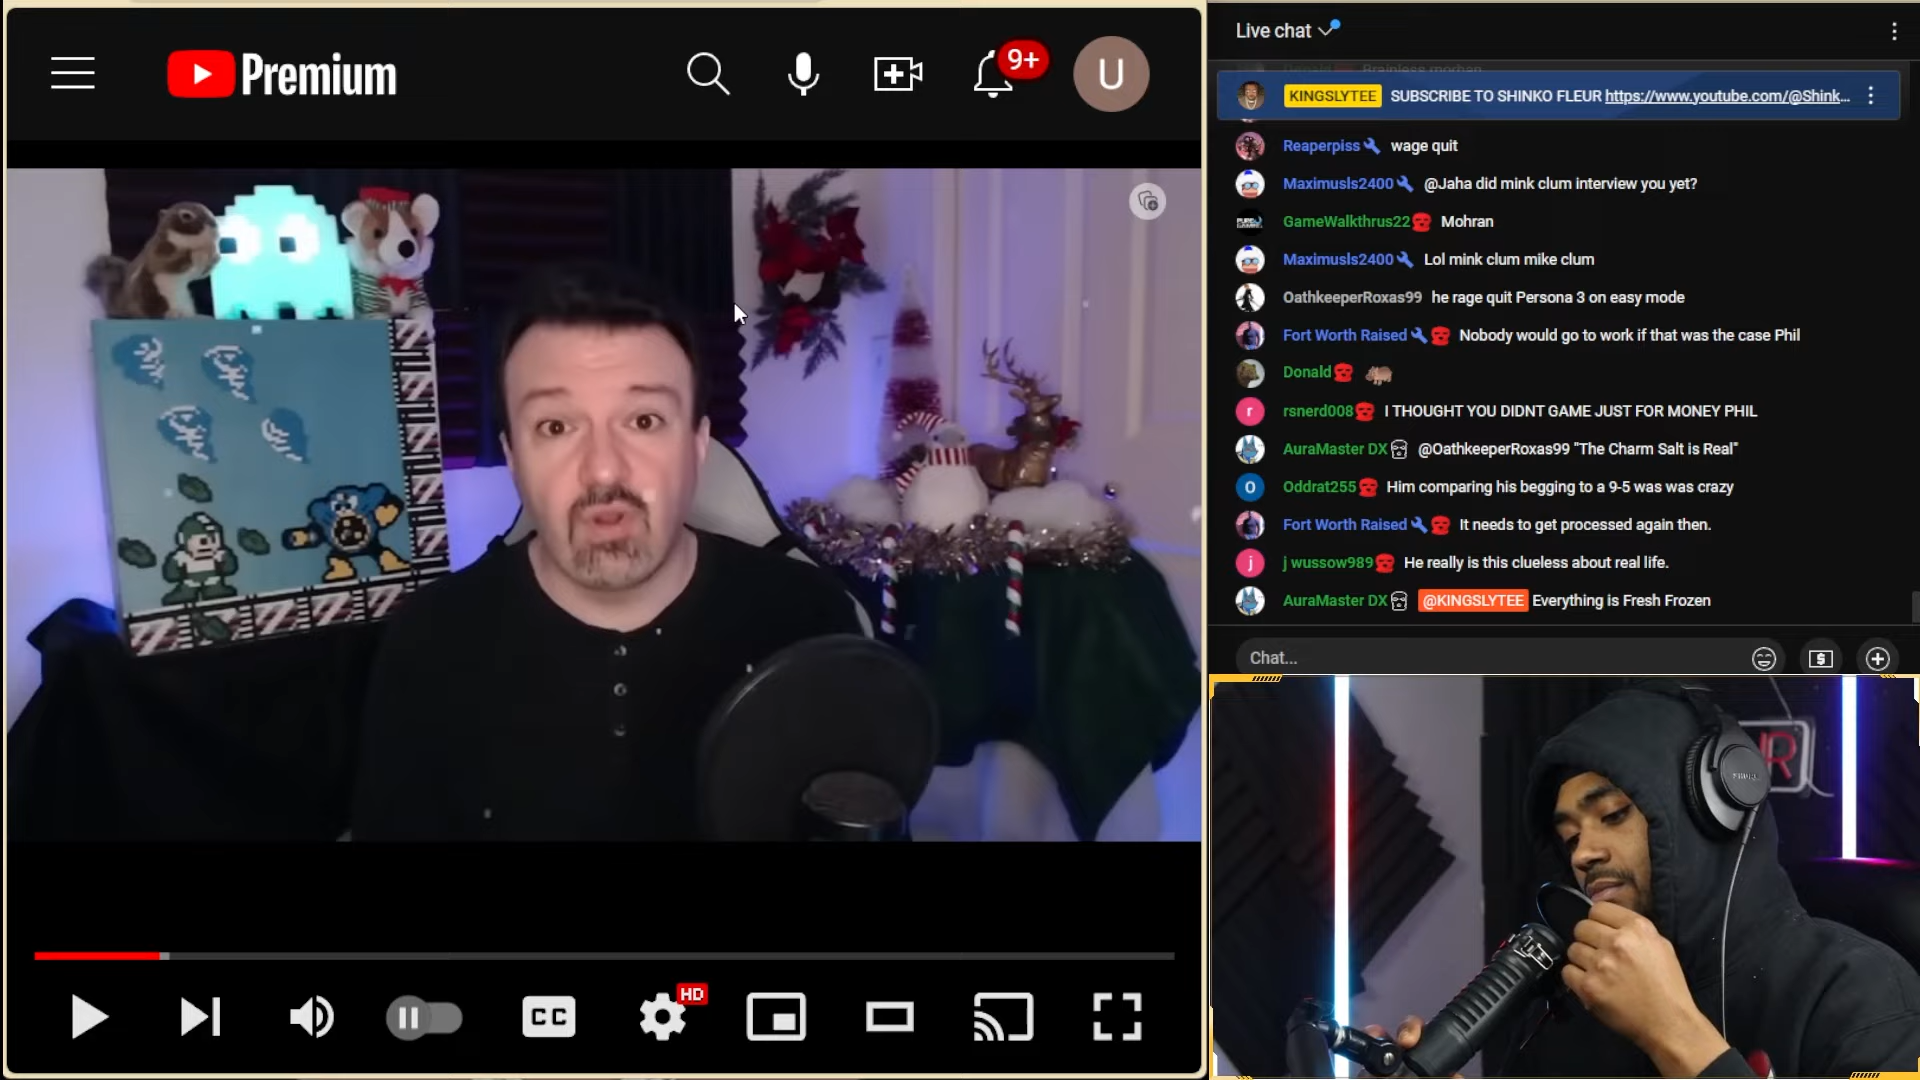 Premium
9+
U
HD
CC
Live chat
KINGSLYTEE SUBSCRIBE TO SHINKO FLEUR https://www.youtube.com/@Shink...
Reaperpiss wage quit
Maximusls2400 @Jaha did mink clum interview you yet?
GameWalkthrus22 Mohran
Maximusls2400 Lol mink clum mike clum
OathkeeperRoxas99 he rage quit Persona 3 on easy mode
Fort Worth Raised Nobody would go to work if that was the case Phil
Donald
r rsnerd008 I THOUGHT YOU DIDNT GAME JUST FOR MONEY PHIL
AuraMaster DX @OathkeeperRoxas99 "The Charm Salt is Real"
O Oddrat255 Him comparing his begging to a 9-5 was was crazy
Fort Worth Raised It needs to get processed again then.
j j wussow989 He really is this clueless about real life.
AuraMaster DX @KINGSLYTEE Everything is Fresh Frozen
Chat...